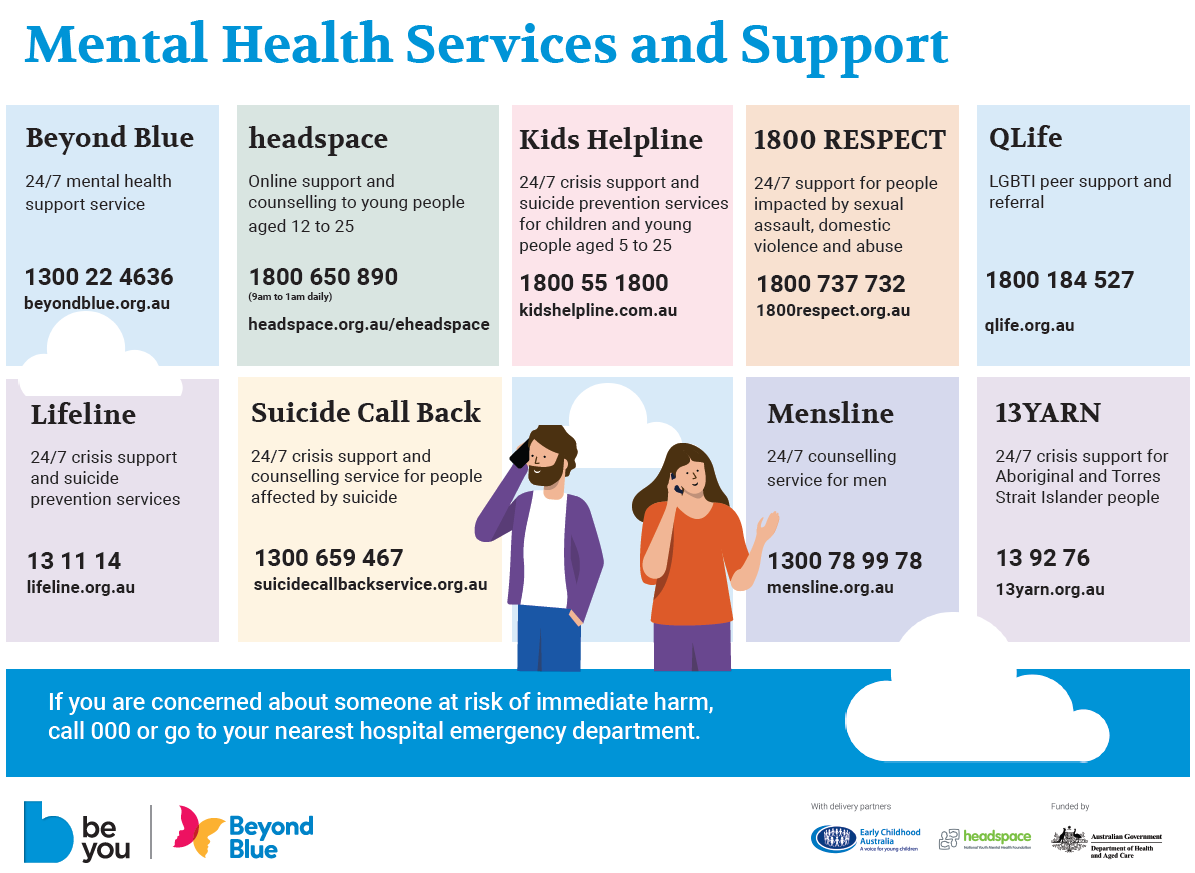 Mental Health Services and Support
Beyond Blue
24/7 mental health
support service
1300 22 4636
beyondblue.org.au
headspace
Online support and
counselling to young people
aged 12 to 25
1800 650 890
(9am to 1am daily)
headspace.org.au/eheadspace
Kids Helpline
24/7 crisis support and
suicide prevention services
for children and young
people aged 5 to 25
1800 55 1800
kidshelpline.com.au
1800 RESPECT
24/7 support for people
impacted by sexual
assault, domestic
violence and abuse
1800 737 732
1800respect.org.au
QLife
LGBTI peer support and
referral
1800 184 527
qlife.org.au
Lifeline
24/7 crisis support
and suicide
prevention services
13 11 14
lifeline.org.au
Suicide Call Back
24/7 crisis support and
counselling service for people
affected by suicide
1300 659 467
suicidecallbackservice.org.au
Mensline
24/7 counselling
service for men
1300 78 99 78
mensline.org.au
13YARN
24/7 crisis support for
Aboriginal and Torres
Strait Islander people
13 92 76
13yarn.org.au
If you are concerned about someone at risk of immediate harm,
call 000 or go to your nearest hospital emergency department.
be
you
Beyond
Blue
With delivery partners
Early Childhood
Australia
A voice for young children
headspace
National Youth Mental Health Foundation
Funded by
Australian Government
Department of Health
and Aged Care